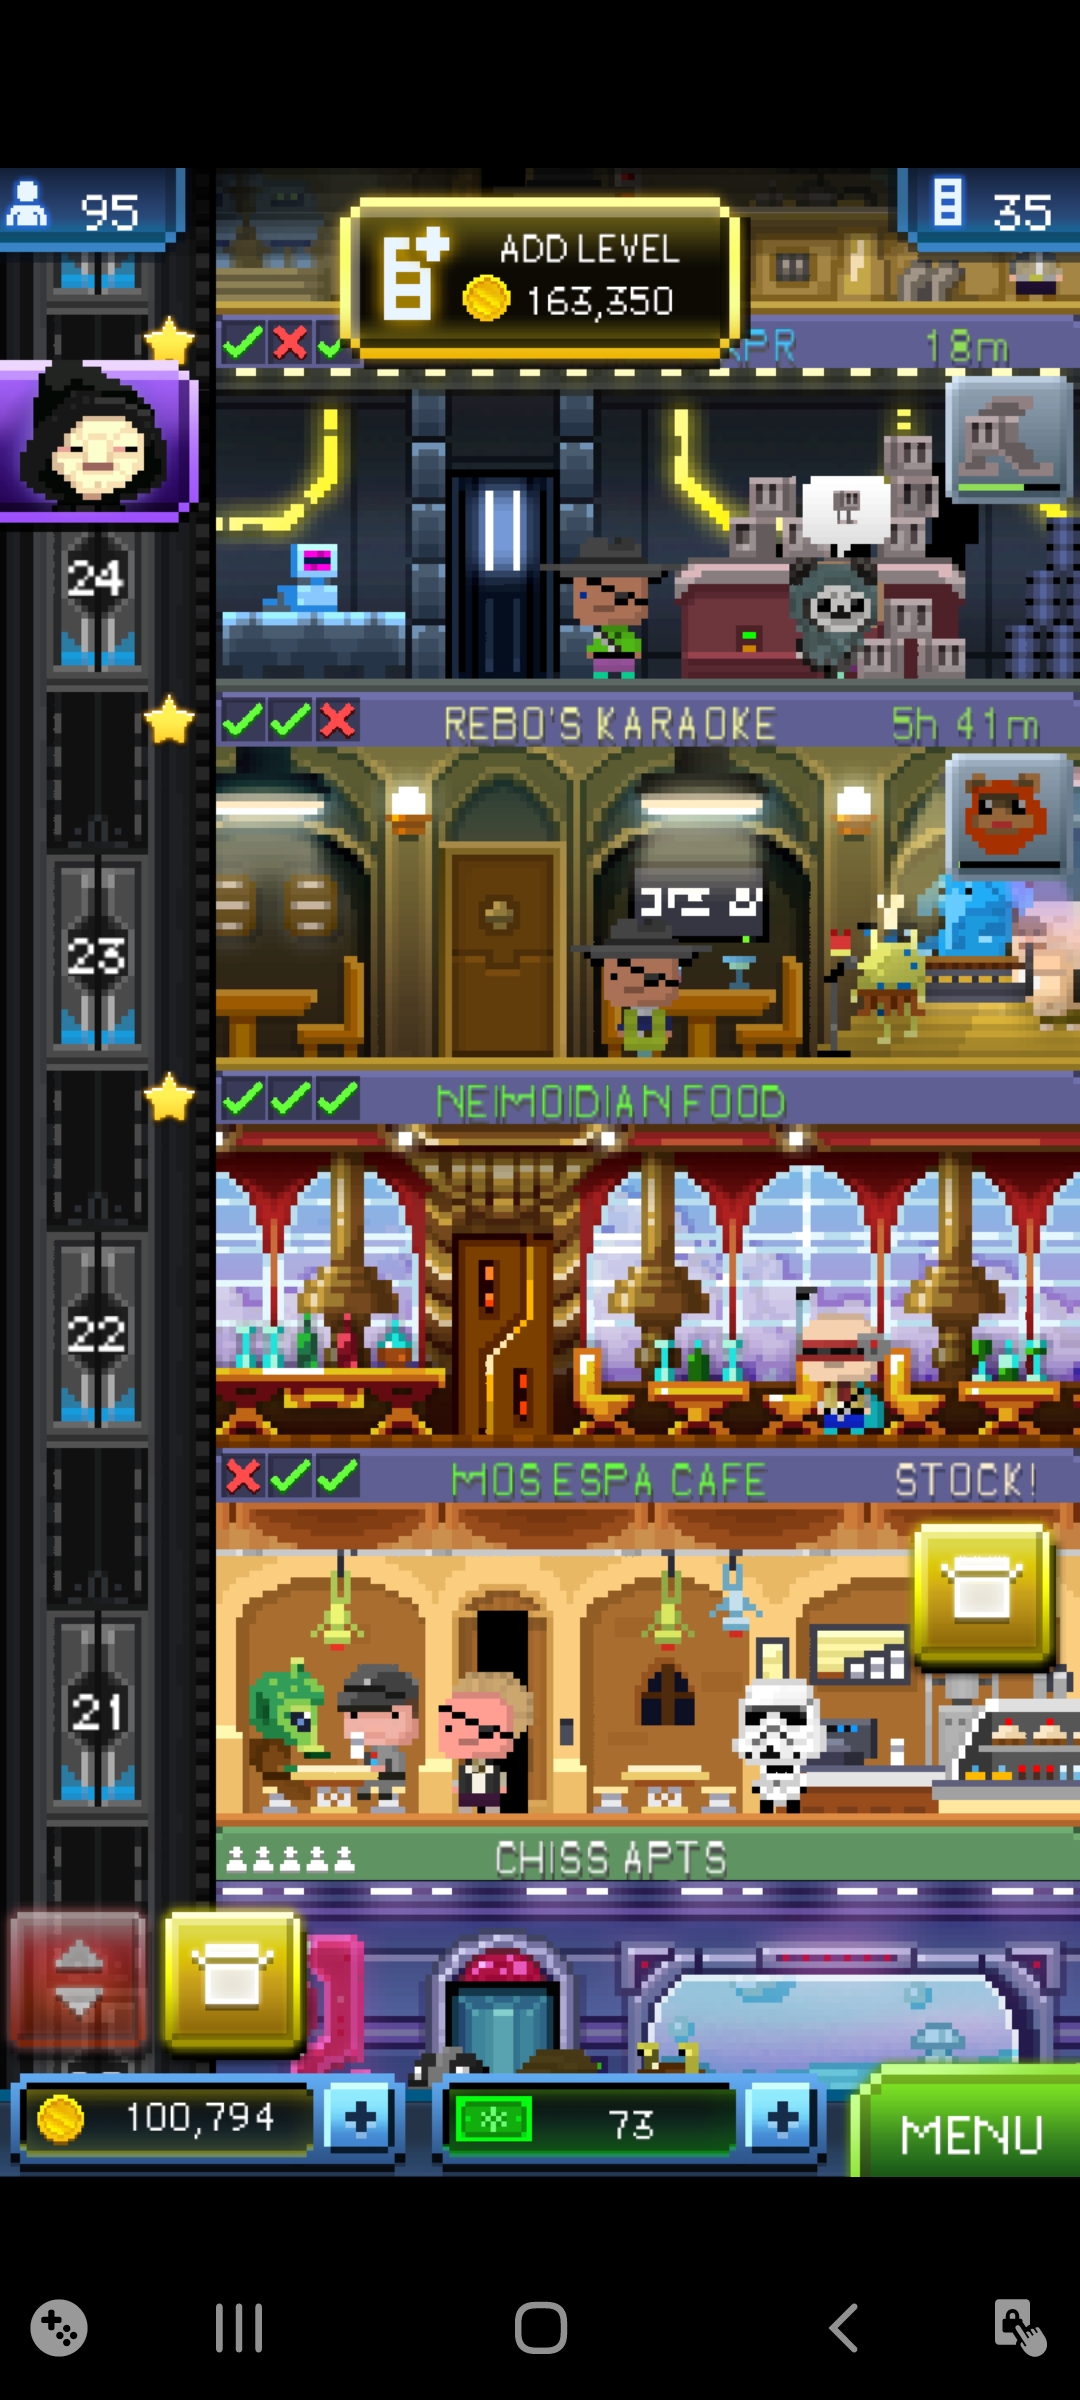 95
ADD LEVEL
163,350
35
18m
24
REBO'S KARAOKE
5h 41m
23
NEIMOIDIAN FOOD
22
MOS ESPA CAFE
STOCK!
21
CHISS APTS
100,794
73
MENU